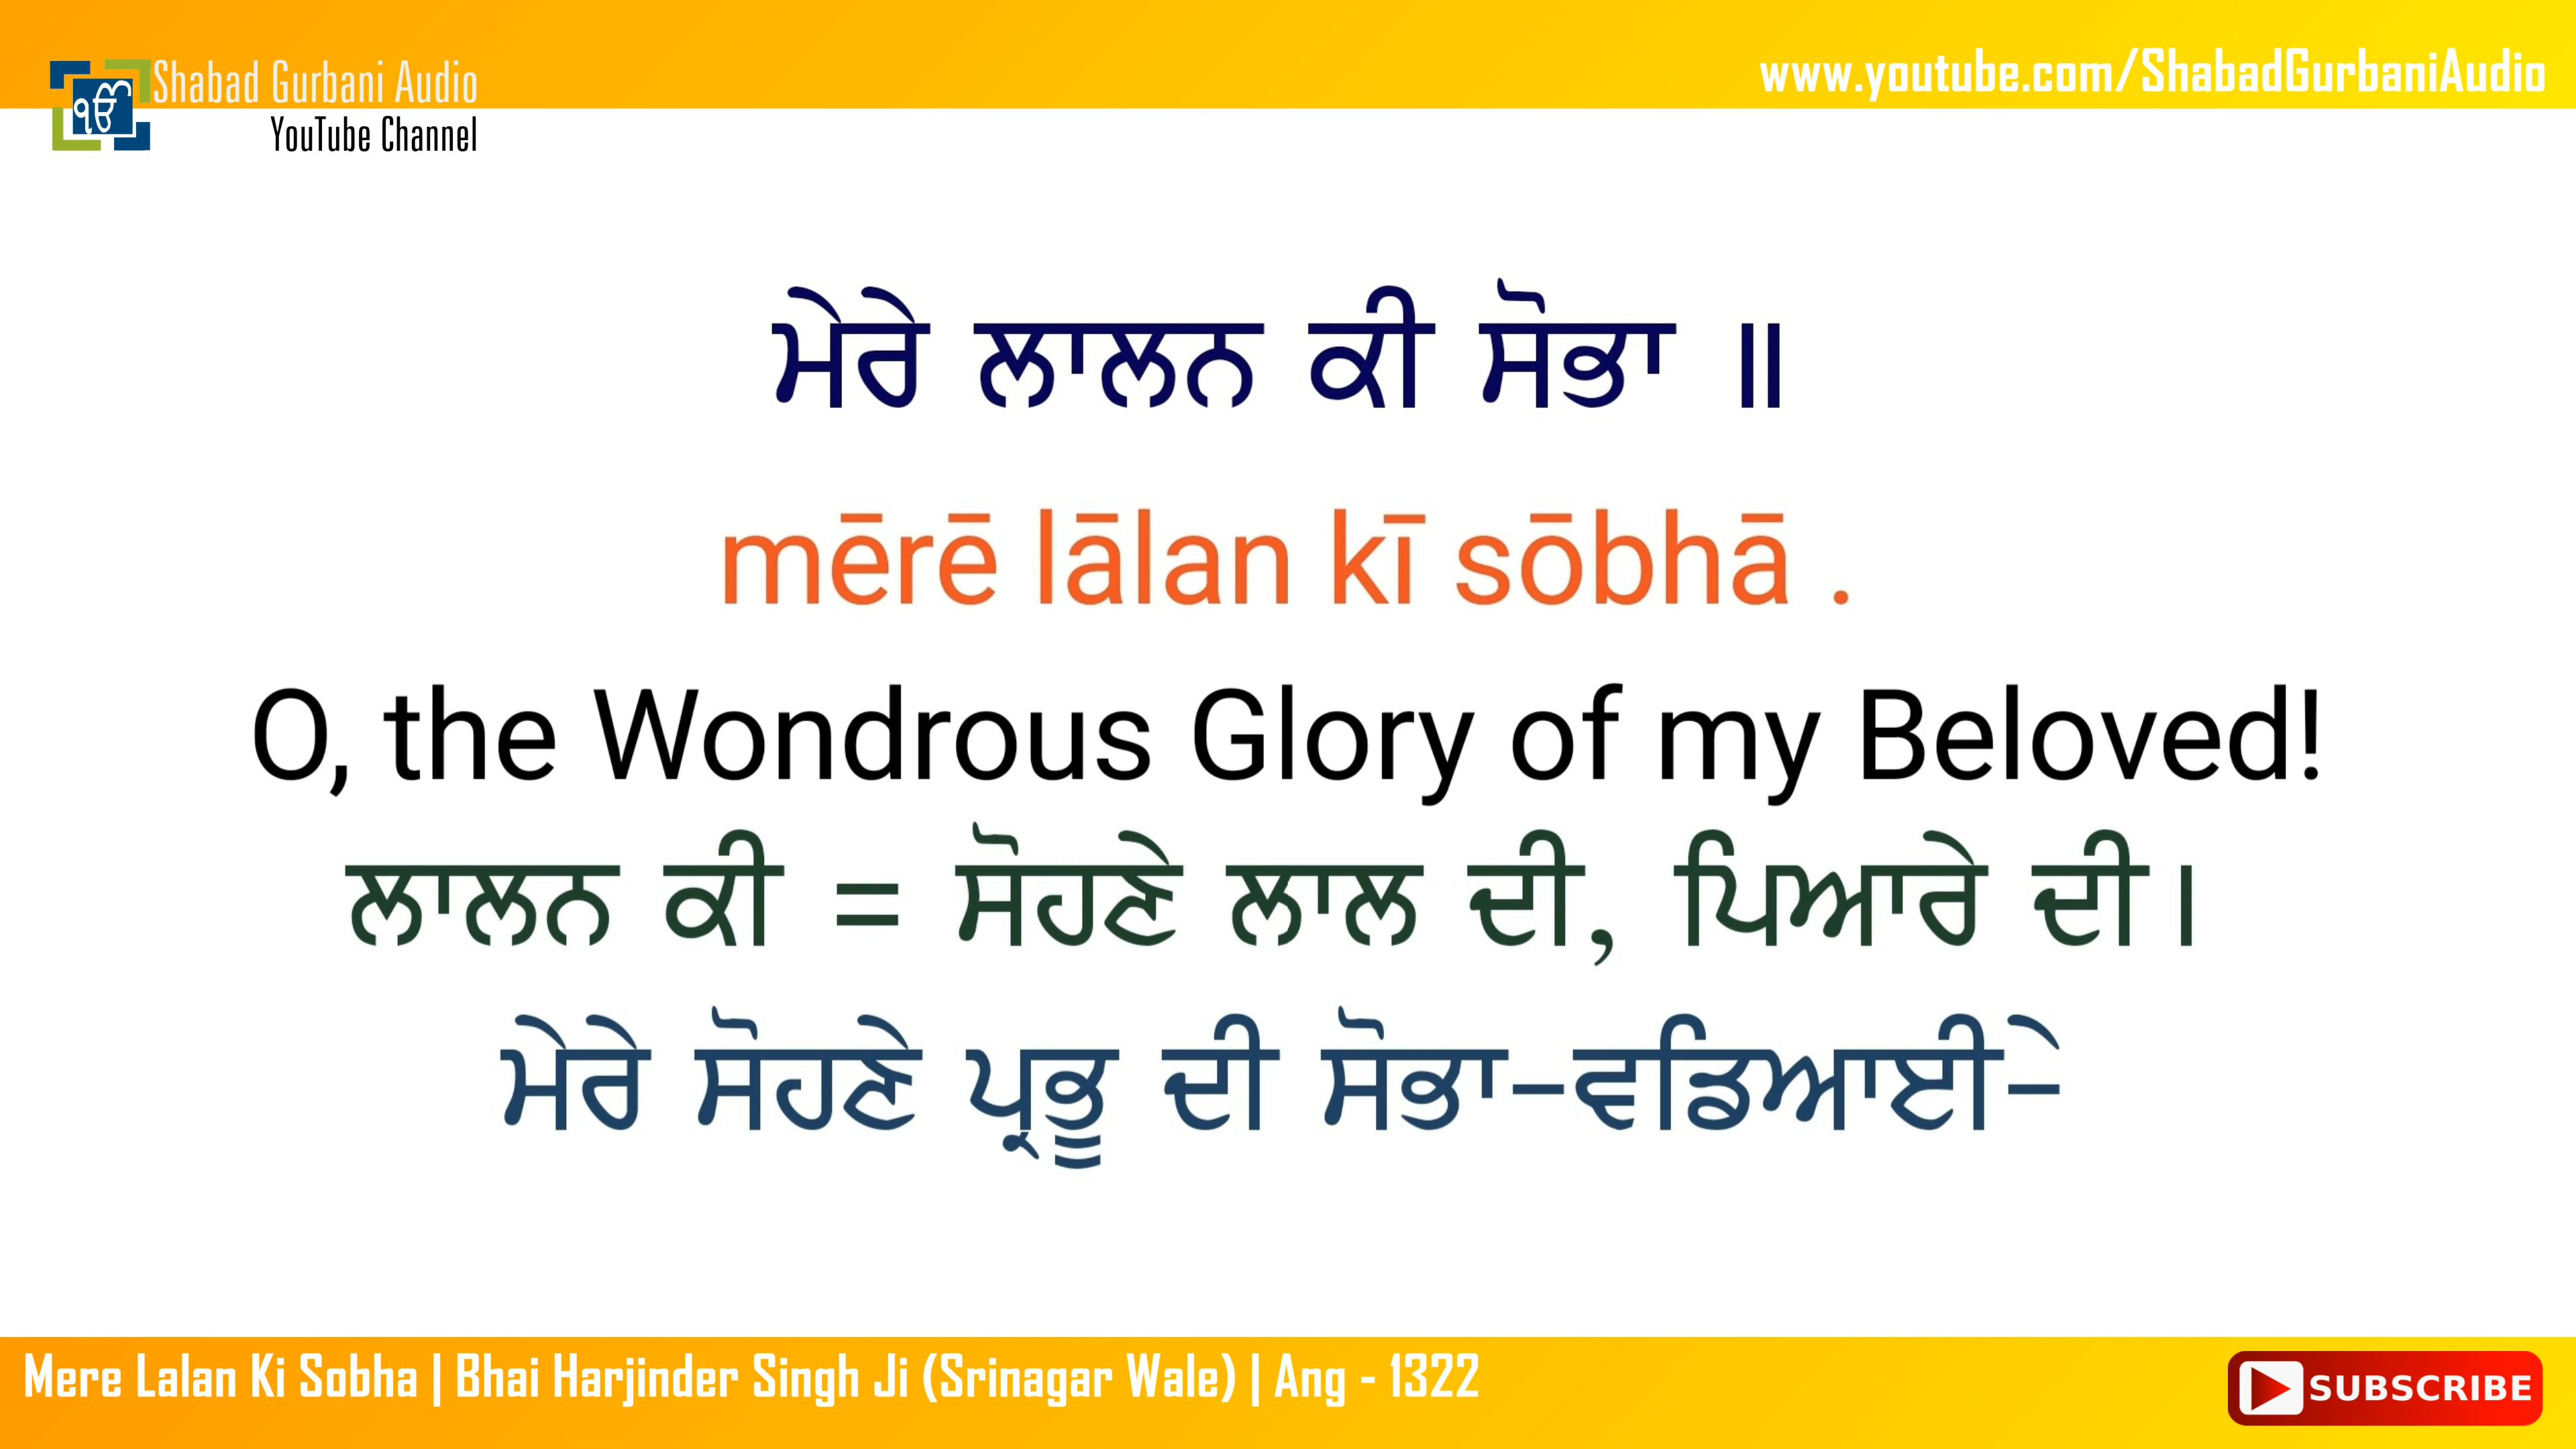 Shabad Gurbani Audio
YouTube Channel
www.youtube.com/ShabadGurbaniAudio
ੴ
ਮੇਰੇ ਲਾਲਨ ਕੀ ਸੋਭਾ ॥
mērē lālan kī sōbhā .
O, the Wondrous Glory of my Beloved!
ਲਾਲਨ ਕੀ = ਸੋਹਣੇ ਲਾਲ ਦੀ, ਪਿਆਰੇ ਦੀ।
ਮੇਰੇ ਸੋਹਣੇ ਪ੍ਰਭੂ ਦੀ ਸੋਭਾ-ਵਡਿਆਈ-ੇ
Mere Lalan Ki Sobha | Bhai Harjinder Singh Ji (Srinagar Wale) | Ang - 1322
SUBSCRIBE